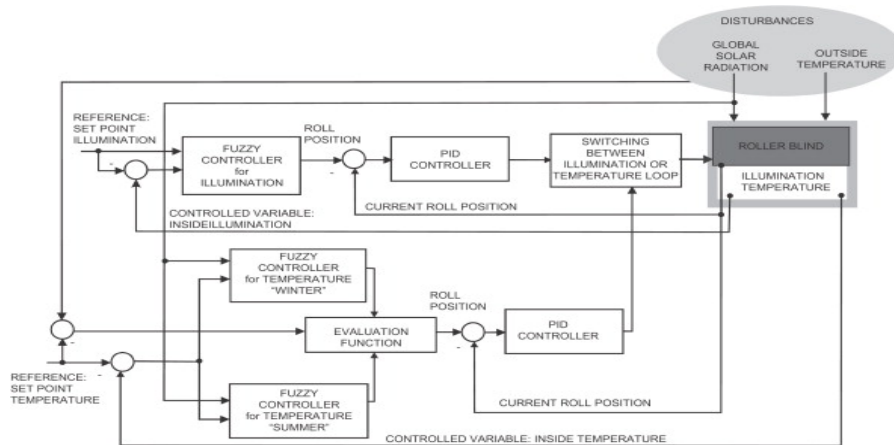 DISTURBANCES
GLOBAL
SOLAR
RADIATION
OUTSIDE
TEMPERATURE
REFERENCE:
SET POINT
ILLUMINATION
-
FUZZY
CONTROLLER
for
ILLUMINATION
ROLL
POSITION
-
PID
CONTROLLER
SWITCHING
BETWEEN
ILLUMINATION OR
TEMPERATURE LOOP
ROLLER BLIND
ILLUMINATION
TEMPERATURE
CURRENT ROLL POSITION
CONTROLLED VARIABLE:
INSIDEILLUMINATION
FUZZY
CONTROLLER
for TEMPERATURE
“WINTER”
-
EVALUATION
FUNCTION
ROLL
POSITION
-
PID
CONTROLLER
REFERENCE:
SET POINT
TEMPERATURE
-
FUZZY
CONTROLLER
for TEMPERATURE
“SUMMER”
CURRENT ROLL POSITION
CONTROLLED VARIABLE: INSIDE TEMPERATURE